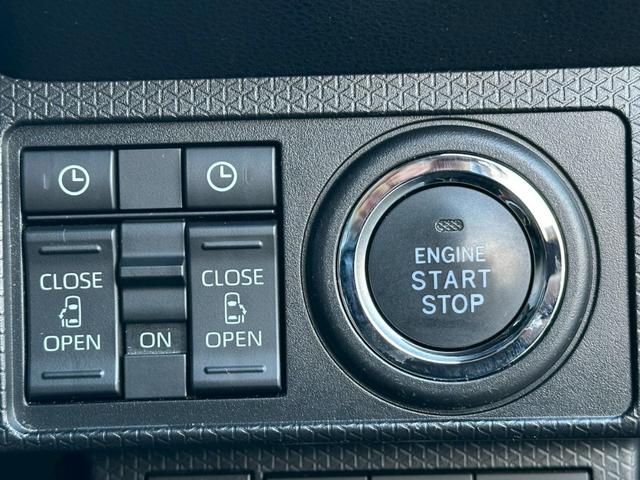 CLOSE
OPEN
ON
CLOSE
OPEN
ENGINE
START
STOP